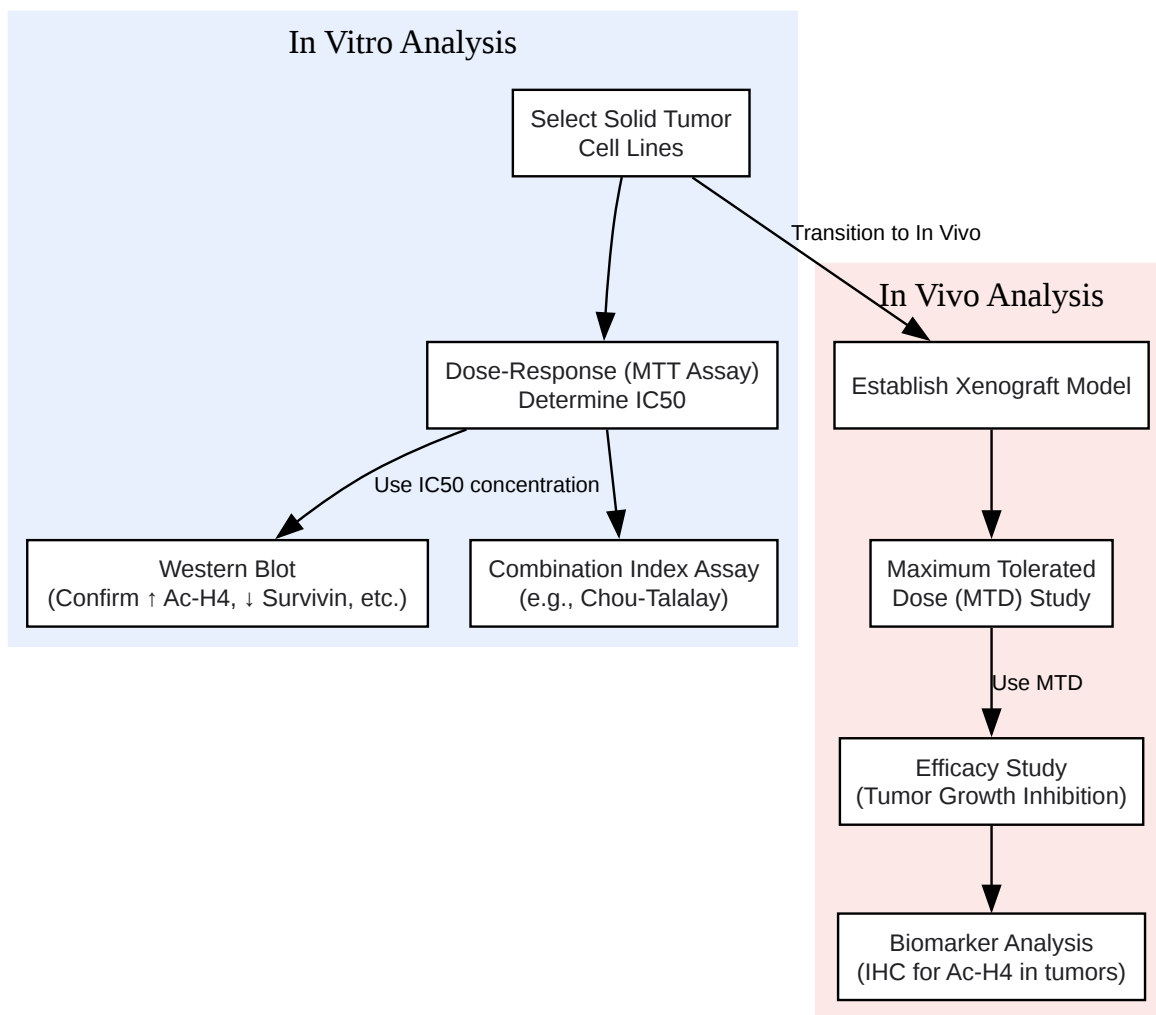 In Vitro Analysis
Select Solid Tumor
Cell Lines
Transition to In Vivo
In Vivo Analysis
Dose-Response (MTT Assay)
Determine IC50
Establish Xenograft Model
Use IC50 concentration
Western Blot
(Confirm ↑ Ac-H4, ↓ Survivin, etc.)
Combination Index Assay
(e.g., Chou-Talalay)
Maximum Tolerated
Dose (MTD) Study
Use MTD
Efficacy Study
(Tumor Growth Inhibition)
Biomarker Analysis
(IHC for Ac-H4 in tumors)